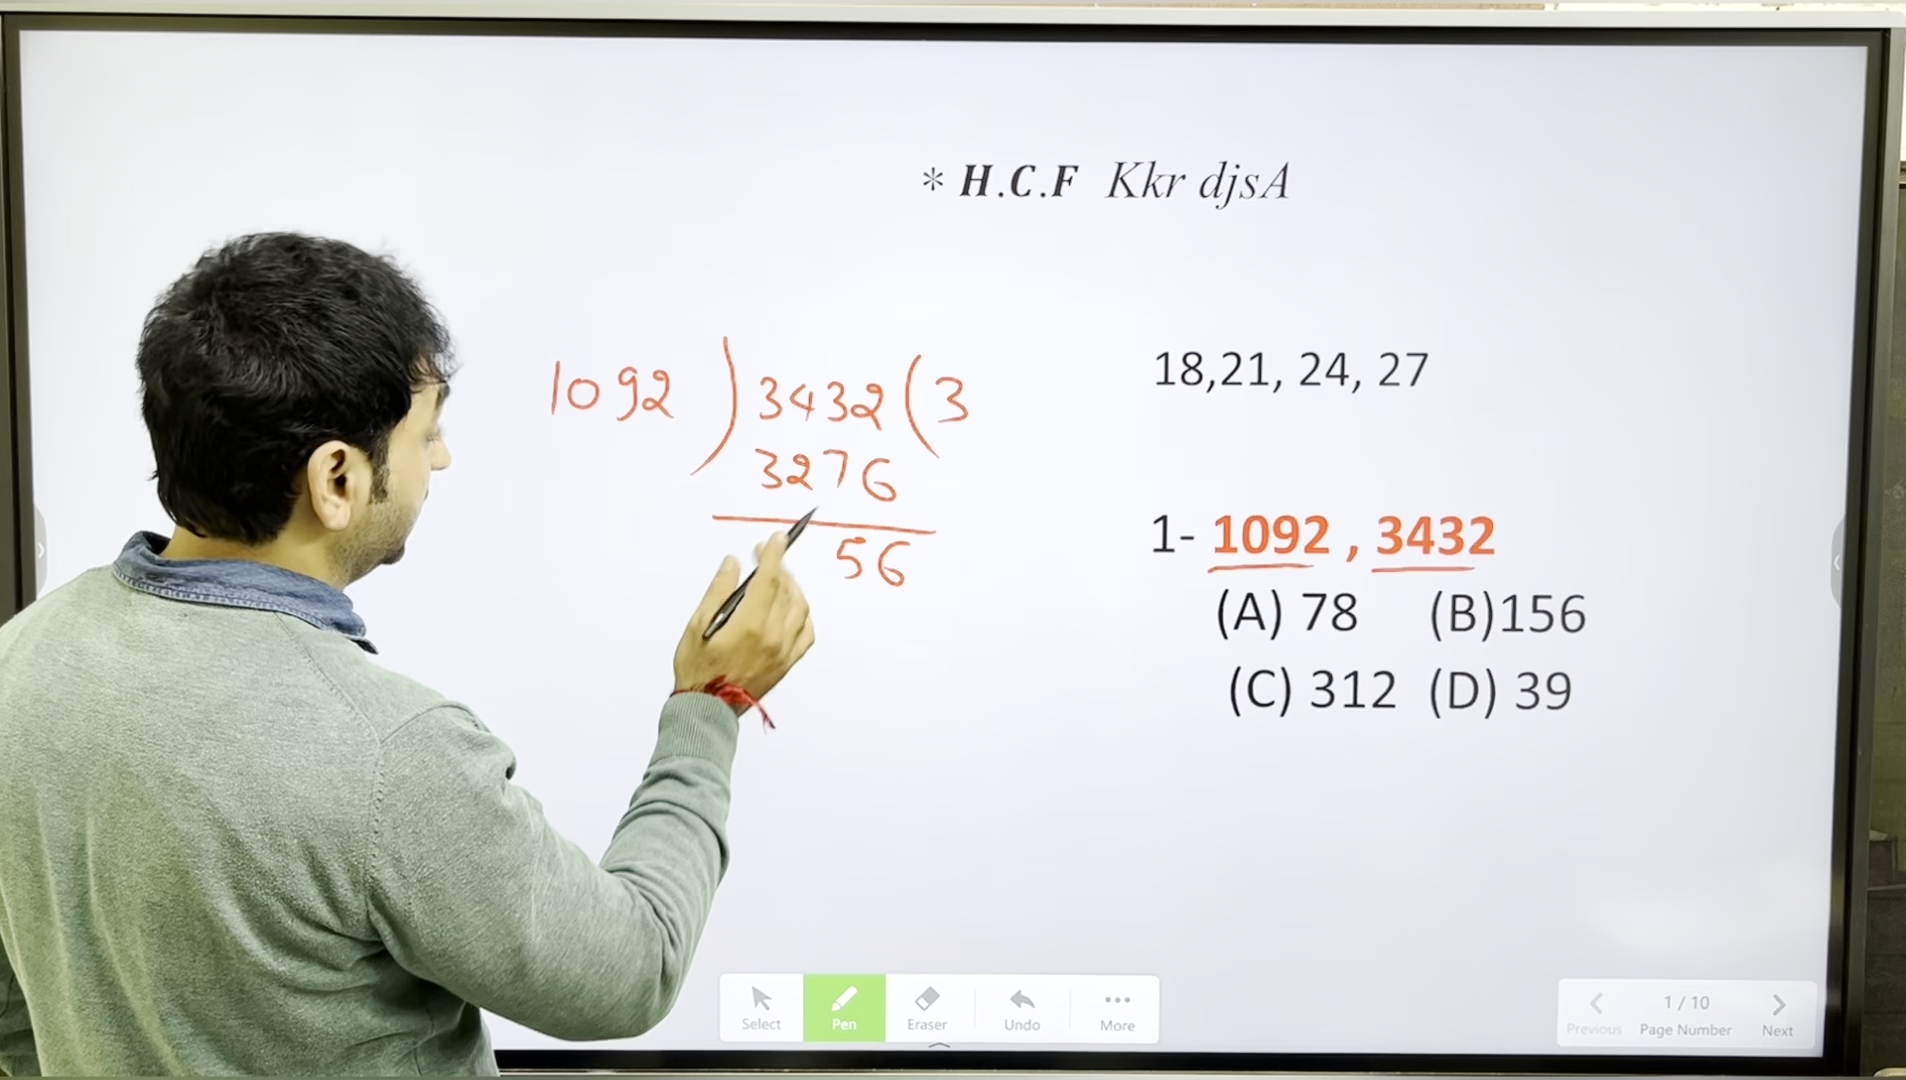 * H.C.F Kkr djsA
18,21, 24, 27
1092 ) 3432 ( 3
3276
56
1- 1092 , 3432
(A) 78 (B)156
(C) 312 (D) 39
Select Pen Eraser Undo More
1 / 10
Previous Page Number Next